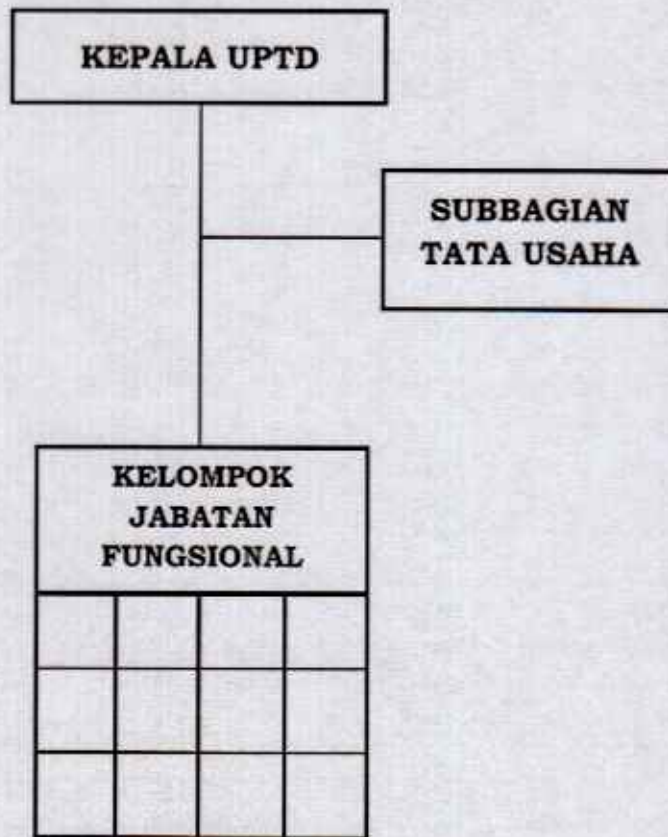 KEPALA UPTD
SUBBAGIAN
TATA USAHA
KELOMPOK
JABATAN
FUNGSIONAL